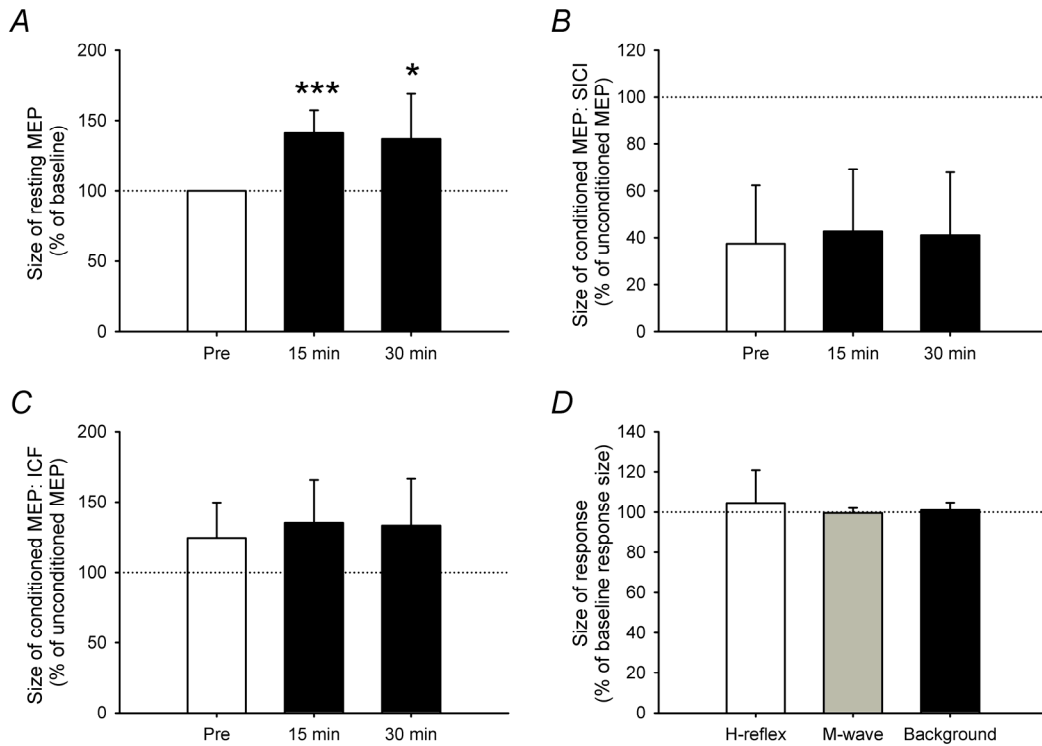 A
Size of resting MEP
(% of baseline)
200
150
100
50
0
***
*
Pre
15 min
30 min
B
Size of conditioned MEP: SICI
(% of unconditioned MEP)
120
100
80
60
40
20
0
Pre
15 min
30 min
C
Size of conditioned MEP: ICF
(% of unconditioned MEP)
200
150
100
50
0
Pre
15 min
30 min
D
Size of response
(% of baseline response size)
140
120
100
80
60
40
20
0
H-reflex
M-wave
Background